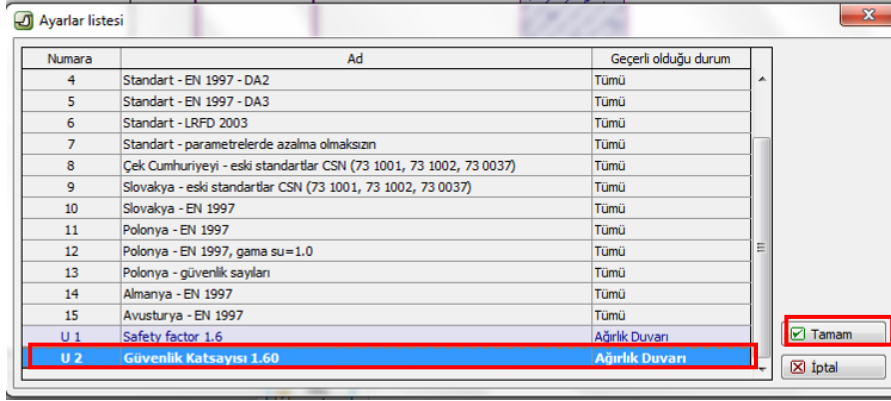 Ayarlar listesi
Numara Ad Geçerli olduğu durum
4 Standart - EN 1997 - DA2 Tümü
5 Standart - EN 1997 - DA3 Tümü
6 Standart - LRFD 2003 Tümü
7 Standart - parametrelerde azalma olmaksızın Tümü
8 Çek Cumhuriyeyi - eski standartlar CSN (73 1001, 73 1002, 73 0037) Tümü
9 Slovakya - eski standartlar CSN (73 1001, 73 1002, 73 0037) Tümü
10 Slovakya - EN 1997 Tümü
11 Polonya - EN 1997 Tümü
12 Polonya - EN 1997, gama su=1.0 Tümü
13 Polonya - güvenlik sayıları Tümü
14 Almanya - EN 1997 Tümü
15 Avusturya - EN 1997 Tümü
U 1 Safety factor 1.6 Ağırlık Duvarı
U 2 Güvenlik Katsayısı 1.60 Ağırlık Duvarı
Tamam
İptal